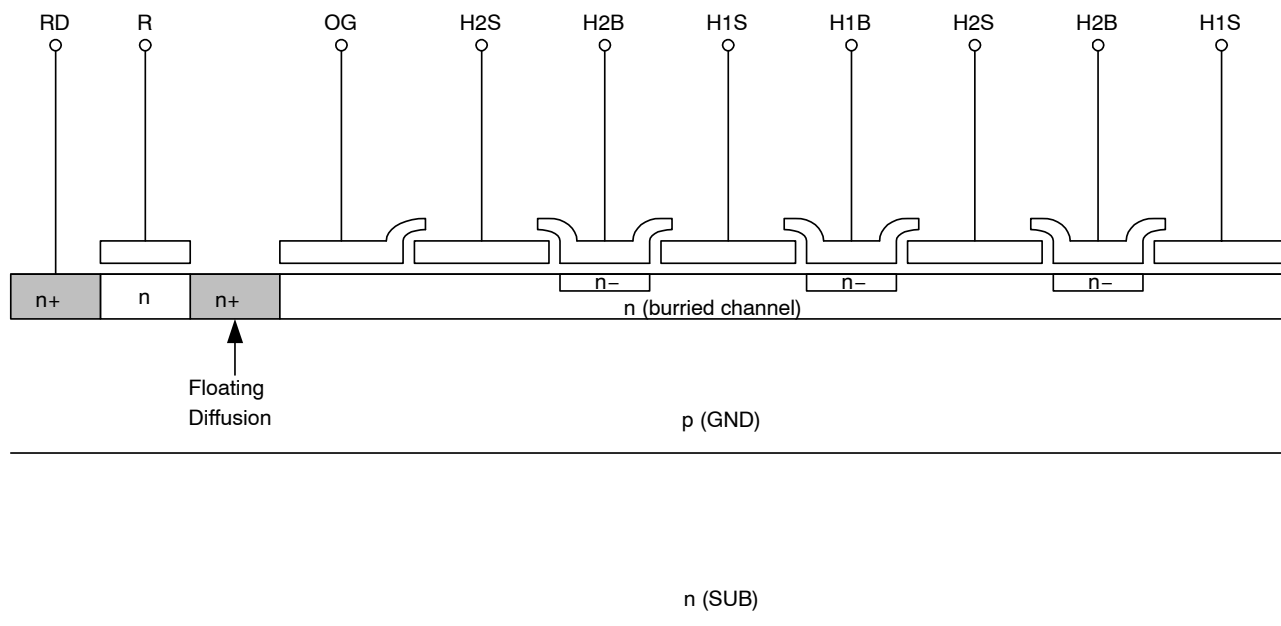 RD R OG H2S H2B H1S H1B H2S H2B H1S
n+ n n+ n− n− n−
n (burried channel)
Floating
Diffusion
p (GND)
n (SUB)